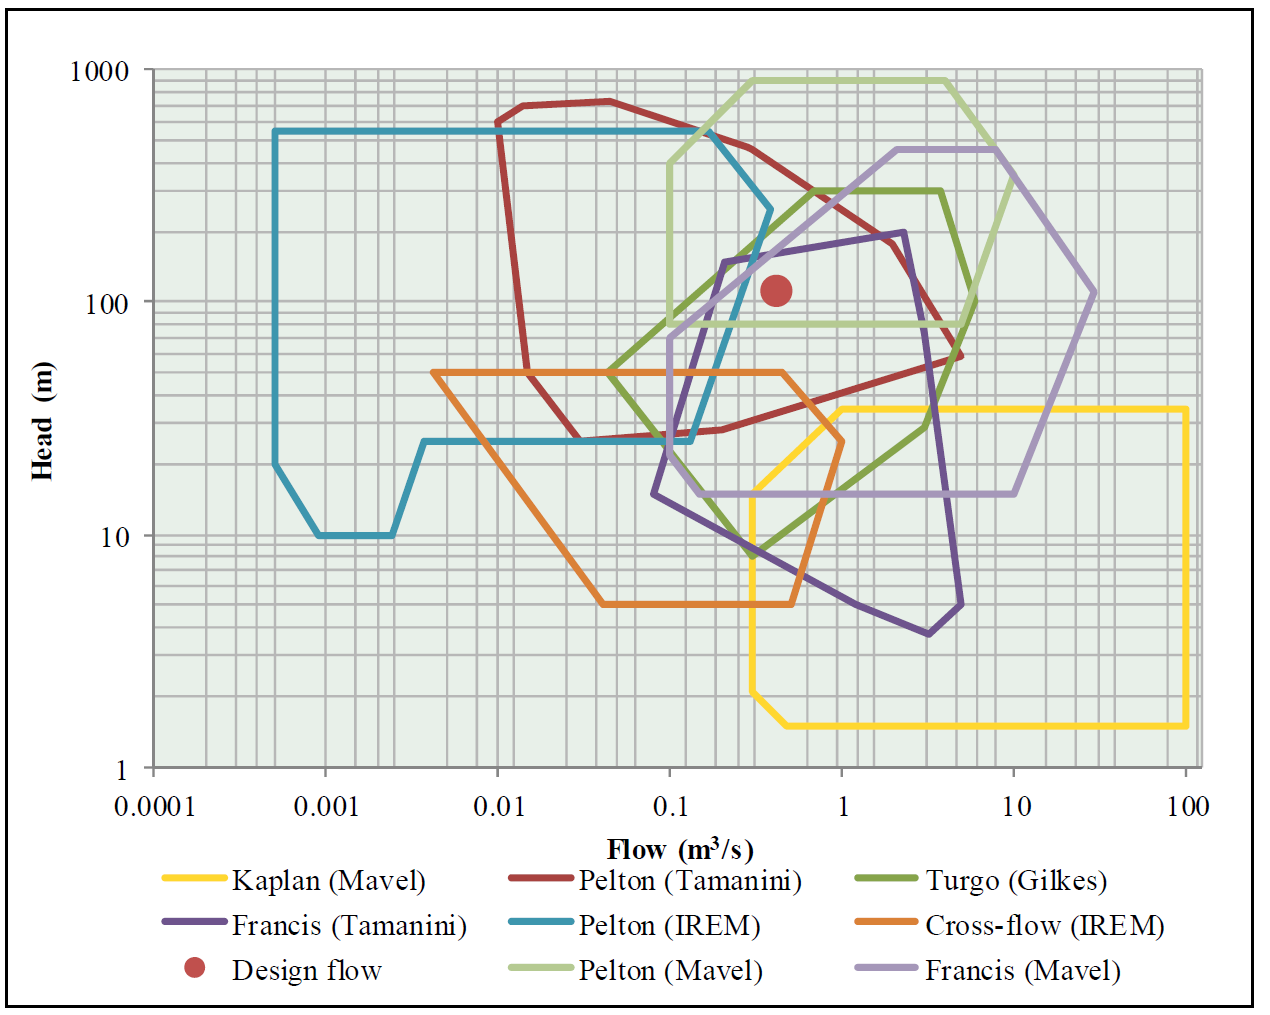 1000
100
10
1
Head (m)
0.0001 0.001 0.01 0.1 1 10 100
Flow (m³/s)
Kaplan (Mavel) Pelton (Tamanini) Turgo (Gilkes)
Francis (Tamanini) Pelton (IREM) Cross-flow (IREM)
Design flow Pelton (Mavel) Francis (Mavel)